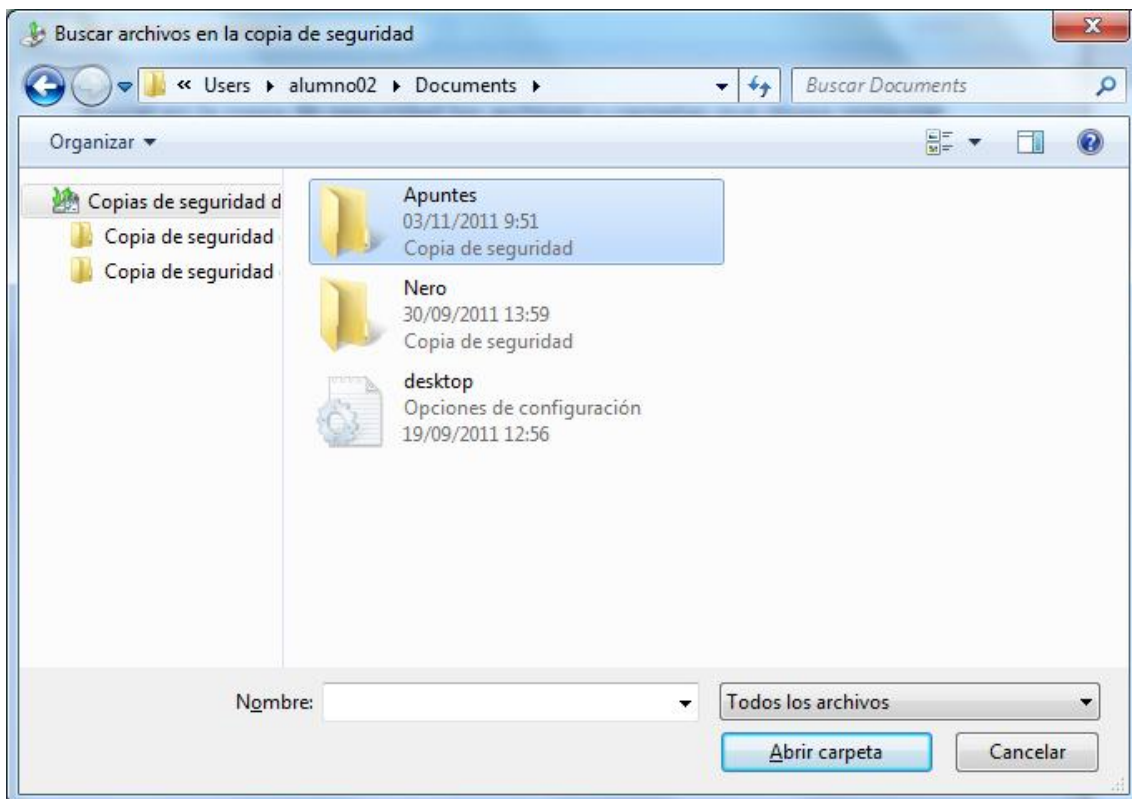 Buscar archivos en la copia de seguridad
« Users ▸ alumno02 ▸ Documents ▸
Buscar Documents
Organizar
Copias de seguridad d
Copia de seguridad
Copia de seguridad
Apuntes
03/11/2011 9:51
Copia de seguridad
Nero
30/09/2011 13:59
Copia de seguridad
desktop
Opciones de configuración
19/09/2011 12:56
Nombre:
Todos los archivos
Abrir carpeta
Cancelar